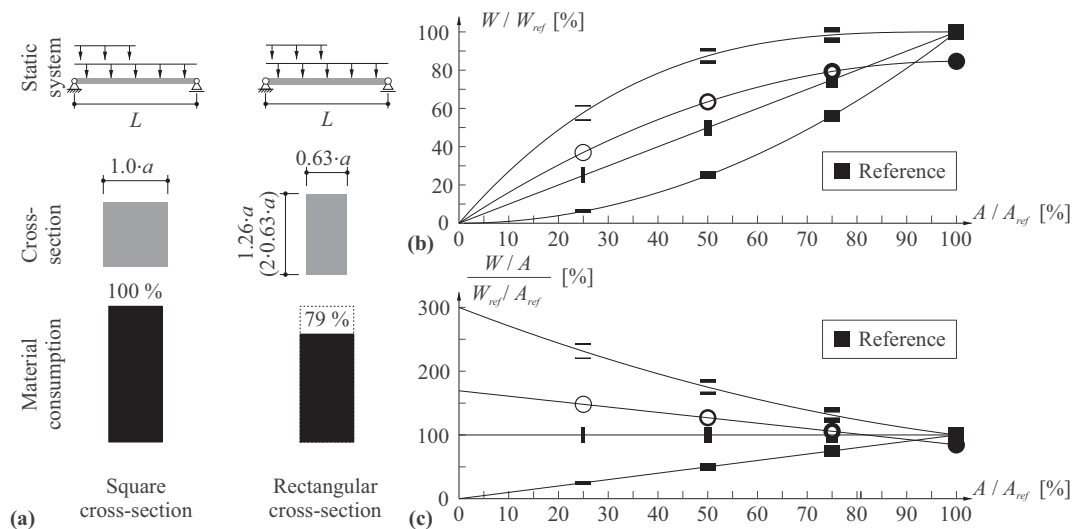 Static
system
L
L
1.0·a
0.63·a
Cross-
section
1.26·a
(2·0.63·a)
100 %
79 %
Material
consumption
Square
cross-section
Rectangular
cross-section
(a)
W / W_ref [%]
100
80
60
40
20
0
0 10 20 30 40 50 60 70 80 90 100
A / A_ref [%]
Reference
(b)
W / A
W_ref / A_ref [%]
300
200
100
0
0 10 20 30 40 50 60 70 80 90 100
A / A_ref [%]
Reference
(c)